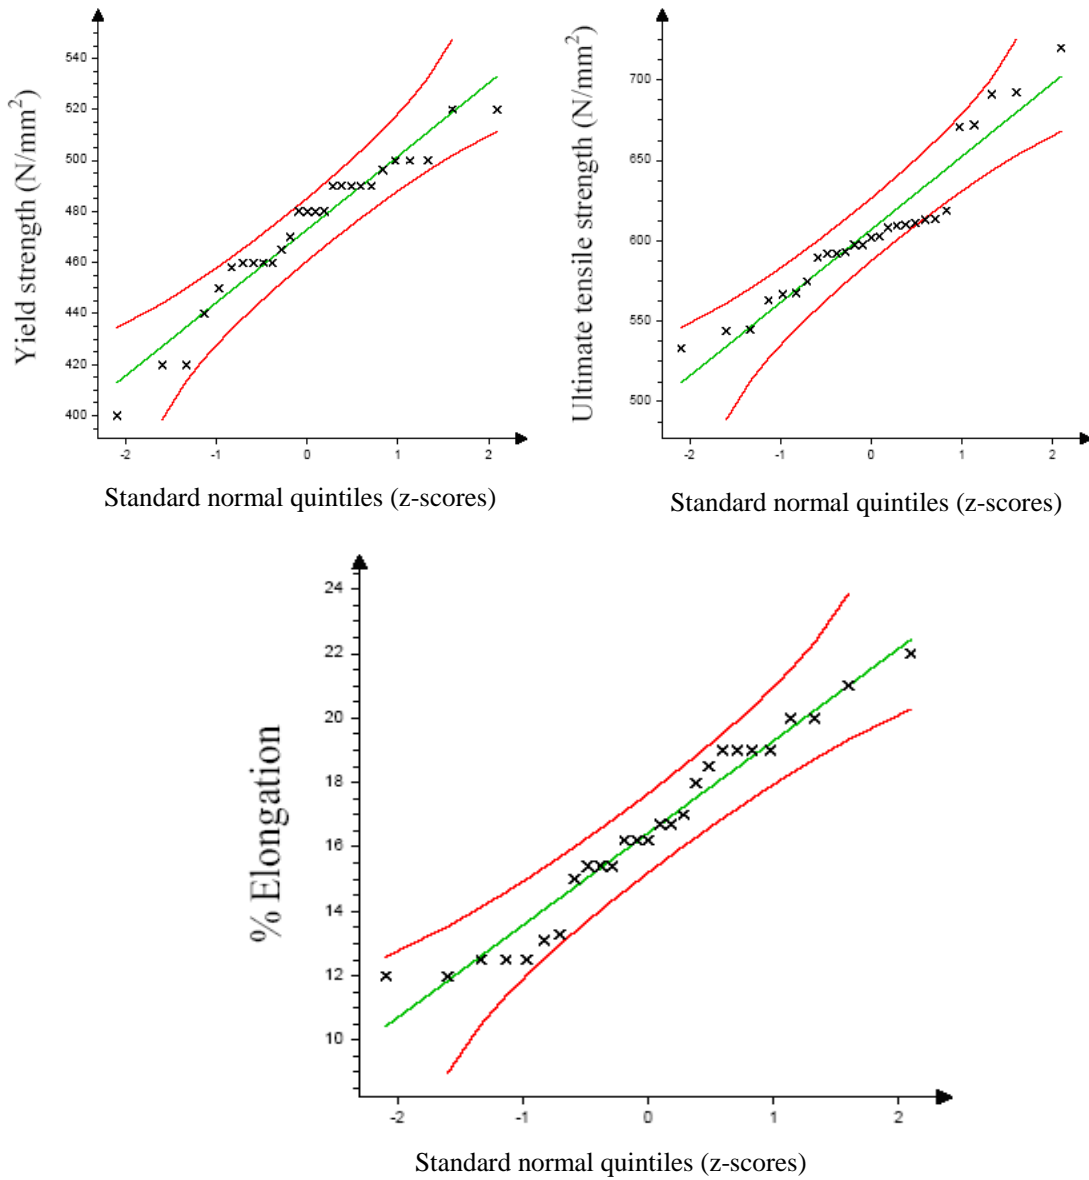 Yield strength (N/mm²)
540
520
500
480
460
440
420
400
-2 -1 0 1 2
Standard normal quintiles (z-scores)
Ultimate tensile strength (N/mm²)
700
650
600
550
500
-2 -1 0 1 2
Standard normal quintiles (z-scores)
% Elongation
24
22
20
18
16
14
12
10
-2 -1 0 1 2
Standard normal quintiles (z-scores)